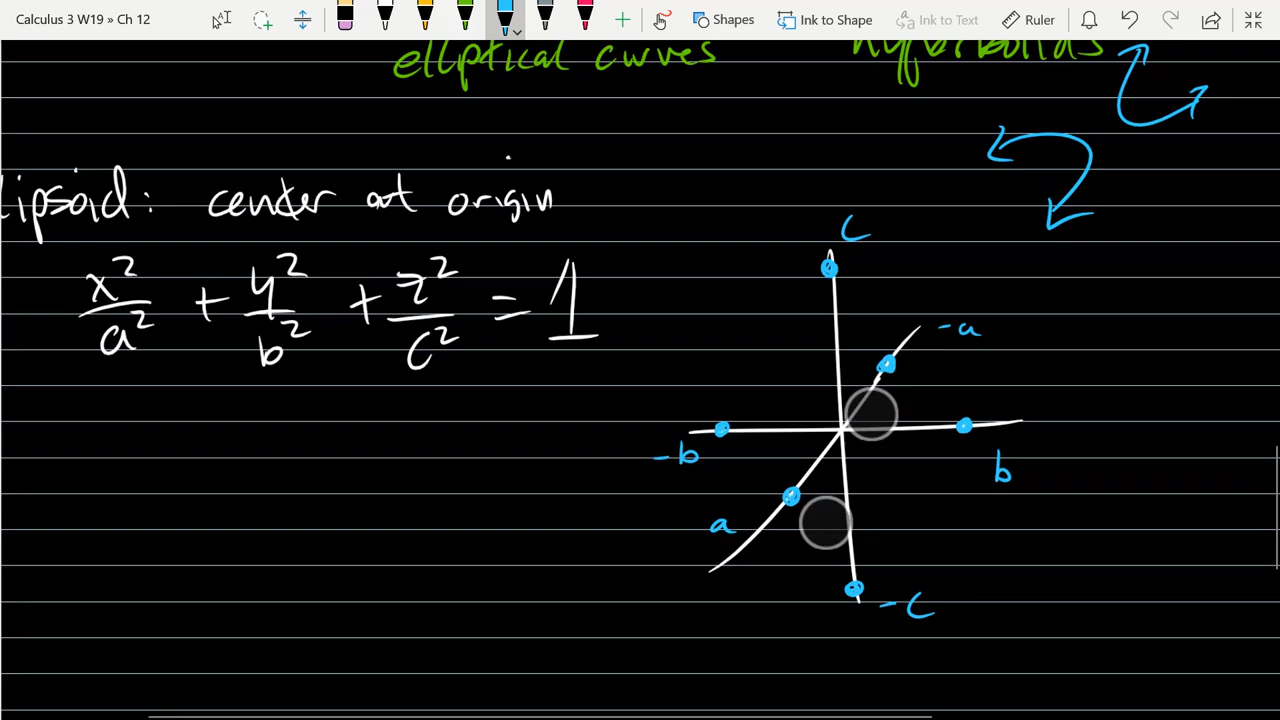 Calculus 3 W19 » Ch 12
Shapes
Ink to Shape
Ink to Text
Ruler
elliptical curves
lipsoid: center at origin
x²/a² + y²/b² + z²/c² = 1
c
-a
-b
b
a
-c